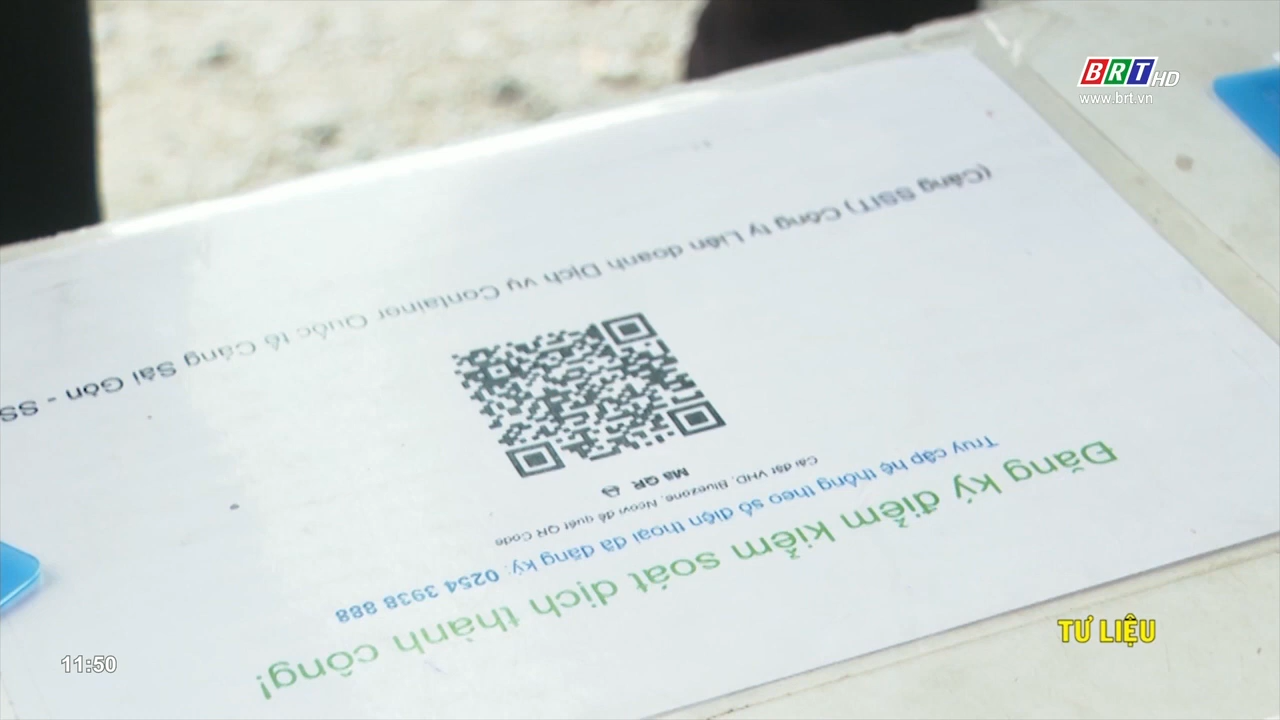 BRT HD
www.brt.vn
Đăng ký điểm kiểm soát dịch thành công!
Truy cập hệ thống theo số điện thoại đã đăng ký: 0254 3938 888
Cài đặt VHD, Bluezone, Ncovi để quét QR Code
Mã QR
(Cảng SSIT) Công ty Liên doanh Dịch vụ Container Quốc tế Cảng Sài Gòn - SS
TƯ LIỆU
11:50